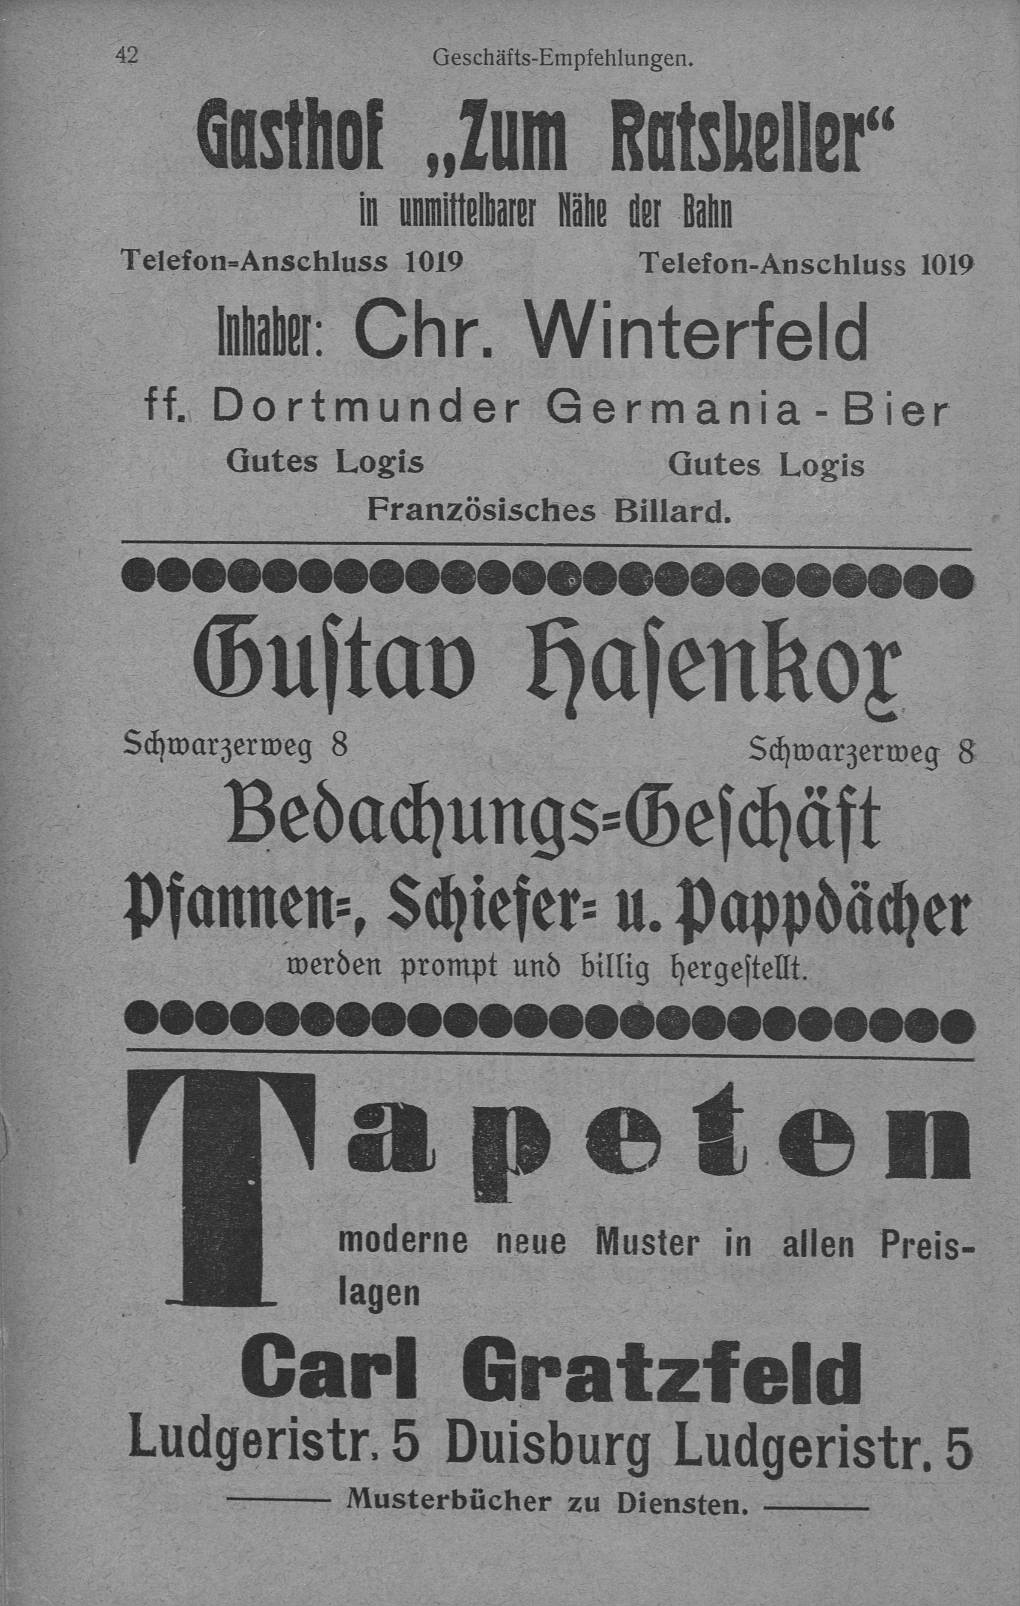 42 Geschäfts-Empfehlungen.
Gasthof „Zum Ratskeller“
in unmittelbarer Nähe der Bahn
Telefon-Anschluss 1019 Telefon-Anschluss 1019
Inhaber: Chr. Winterfeld
ff. Dortmunder Germania-Bier
Gutes Logis Gutes Logis
Französisches Billard.
Guſtav Haſenkox
Schwarzerweg 8 Schwarzerweg 8
Bedachungs=Geſchäft
Pfannen=, Schiefer= u. Pappdächer
werden prompt und billig hergeſtellt.
Tapeten
moderne neue Muster in allen Preis-
lagen
Carl Gratzfeld
Ludgeristr. 5 Duisburg Ludgeristr. 5
Musterbücher zu Diensten.